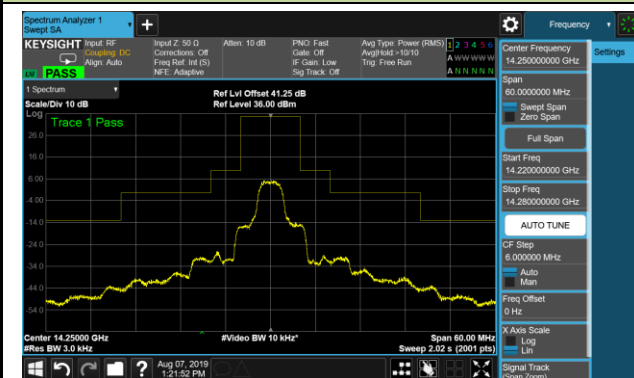 Spectrum Analyzer 1
Swept SA
Frequency
KEYSIGHT
Input: RF
Coupling: DC
Align: Auto
Input Z: 50 Ω
Corrections: Off
Freq Ref: Int (S)
NFE: Adaptive
Atten: 10 dB
PNO: Fast
Gate: Off
IF Gain: Low
Sig Track: Off
Avg Type: Power (RMS)
Avg|Hold:>10/10
Trig: Free Run
1 2 3 4 5 6
A W W W W W
A N N N N N
PASS
1 Spectrum
Scale/Div 10 dB
Ref Lvl Offset 41.25 dB
Ref Level 36.00 dBm
Log
Trace 1 Pass
26.0
16.0
6.00
-4.00
-14.0
-24.0
-34.0
-44.0
-54.0
Center 14.25000 GHz
#Res BW 3.0 kHz
#Video BW 10 kHz*
Span 60.00 MHz
Sweep 2.02 s (2001 pts)
Aug 07, 2019
1:21:52 PM
Center Frequency
14.250000000 GHz
Settings
Span
60.0000000 MHz
Swept Span
Zero Span
Full Span
Start Freq
14.220000000 GHz
Stop Freq
14.280000000 GHz
AUTO TUNE
CF Step
6.000000 MHz
Auto
Man
Freq Offset
0 Hz
X Axis Scale
Log
Lin
Signal Track
(Span Zoom)